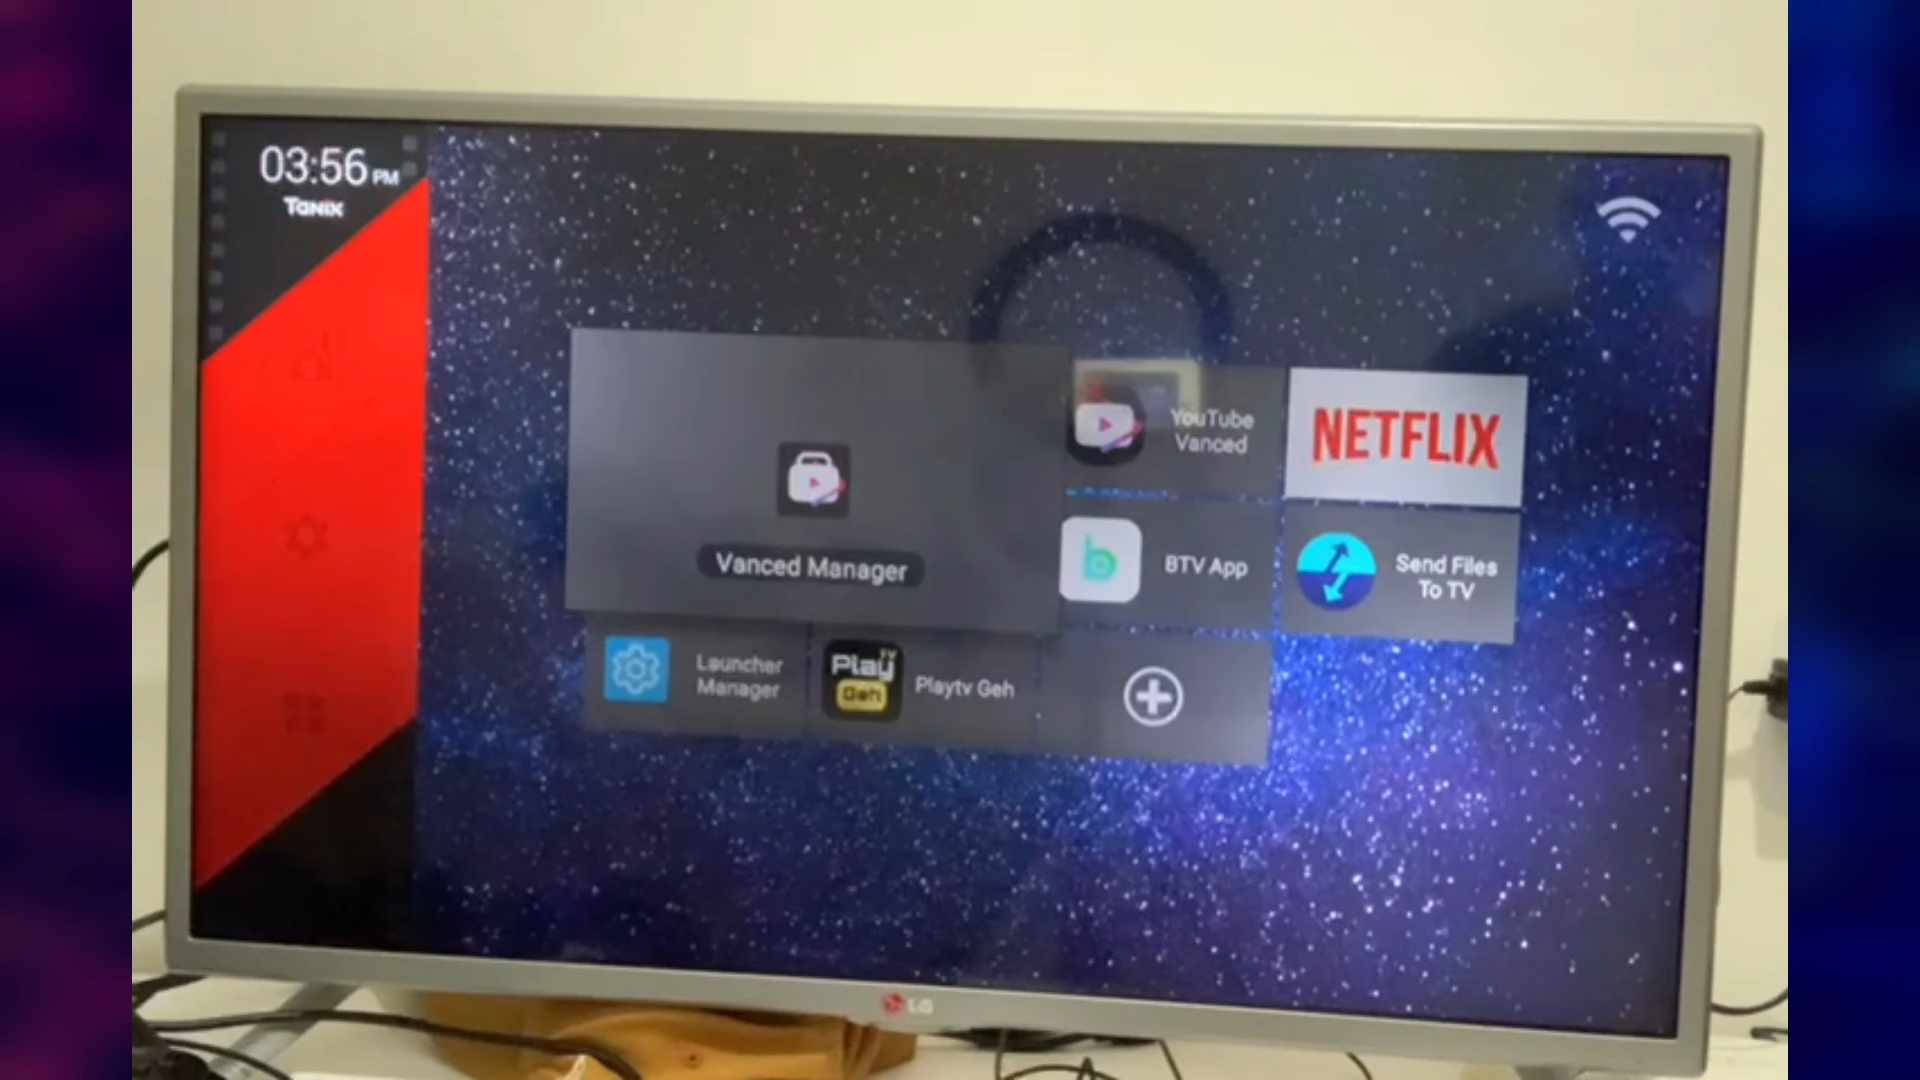 03:56 PM
TANIX
YouTube
Vanced
NETFLIX
Vanced Manager
b
BTV App
Send Files
To TV
Launcher
Manager
Play TV
Geh
Playtv Geh
LG